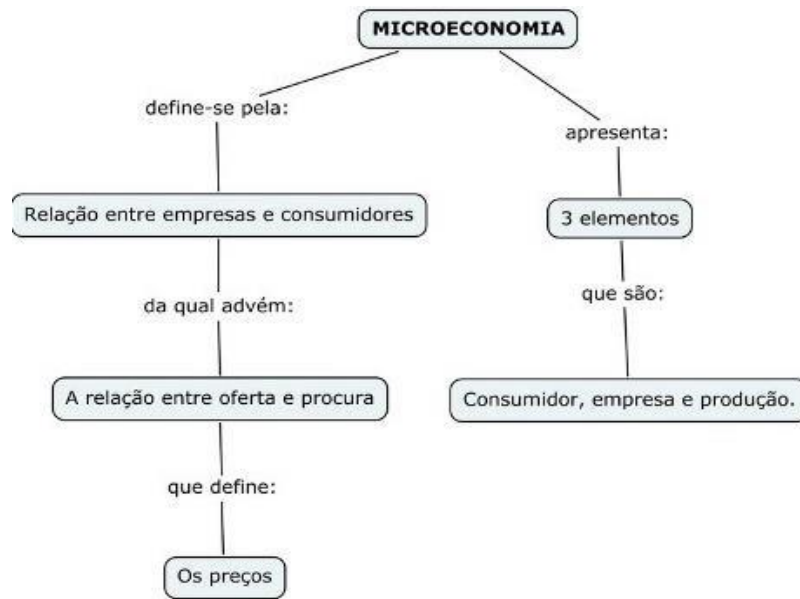 MICROECONOMIA
define-se pela:
apresenta:
Relação entre empresas e consumidores
3 elementos
da qual advém:
que são:
A relação entre oferta e procura
Consumidor, empresa e produção.
que define:
Os preços